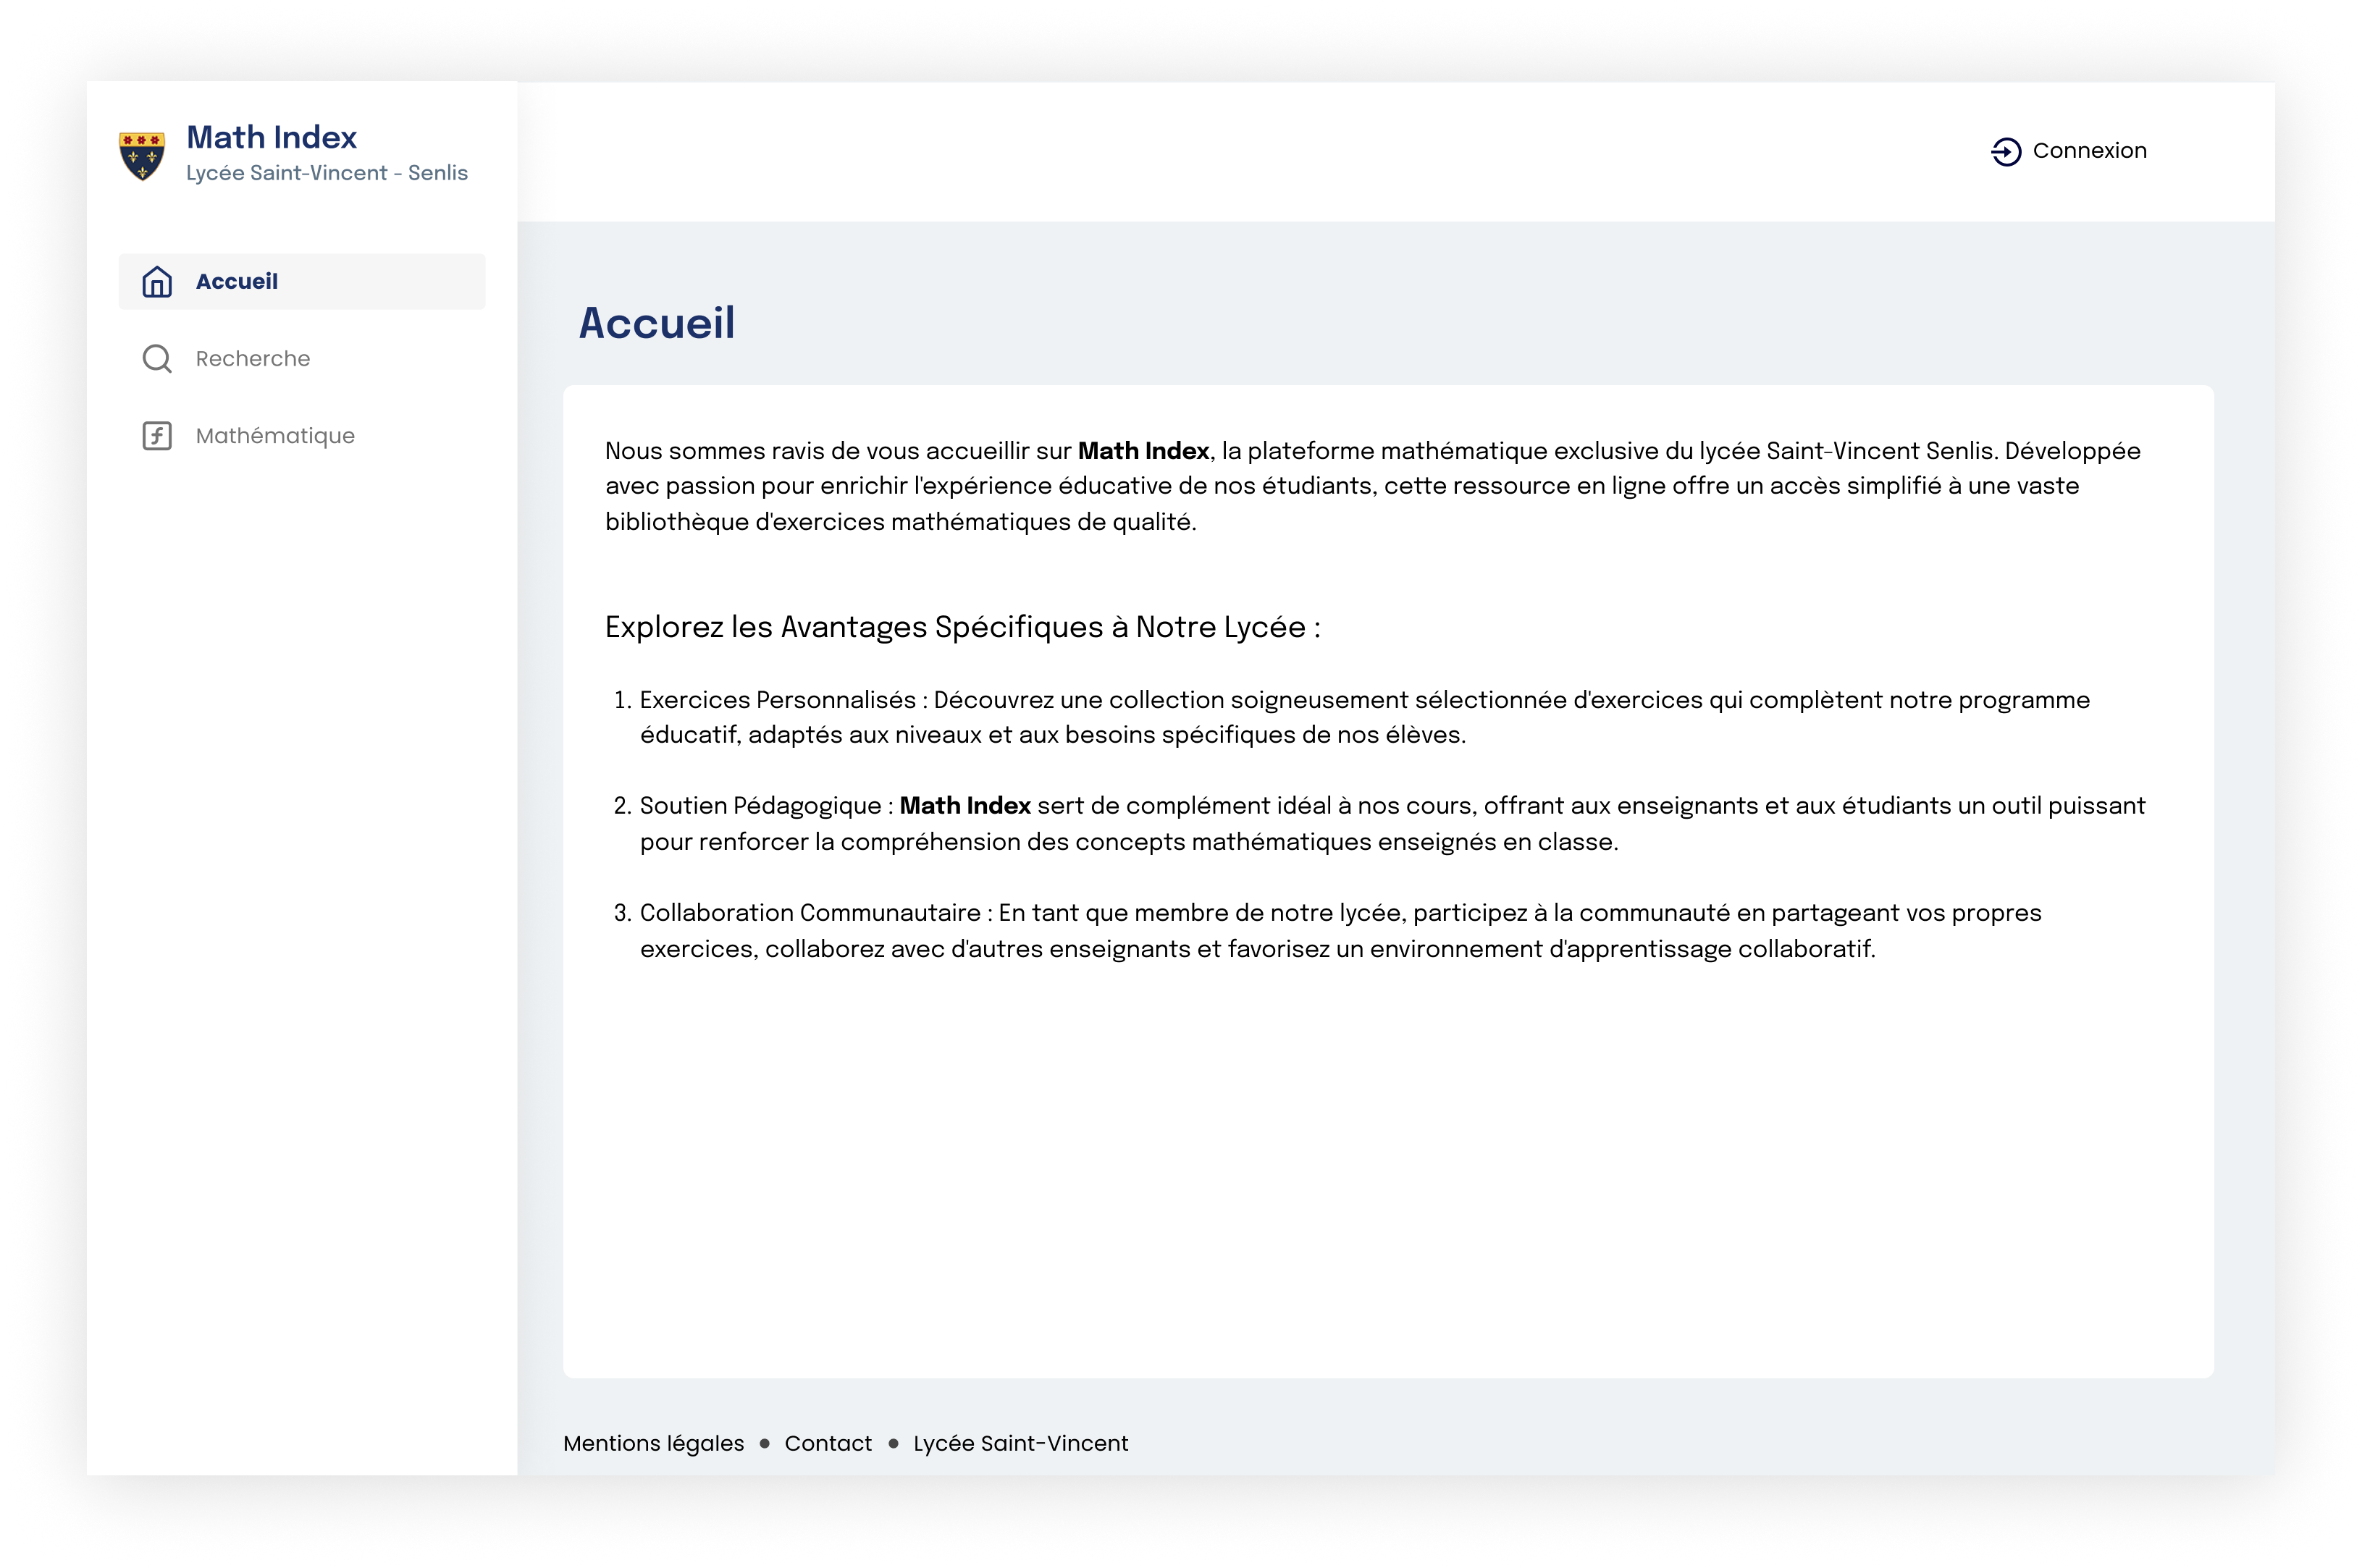 Math Index
Lycée Saint-Vincent - Senlis
Connexion
Accueil
Recherche
Mathématique
Accueil
Nous sommes ravis de vous accueillir sur Math Index, la plateforme mathématique exclusive du lycée Saint-Vincent Senlis. Développée
avec passion pour enrichir l'expérience éducative de nos étudiants, cette ressource en ligne offre un accès simplifié à une vaste
bibliothèque d'exercices mathématiques de qualité.
Explorez les Avantages Spécifiques à Notre Lycée :
1. Exercices Personnalisés : Découvrez une collection soigneusement sélectionnée d'exercices qui complètent notre programme
éducatif, adaptés aux niveaux et aux besoins spécifiques de nos élèves.
2. Soutien Pédagogique : Math Index sert de complément idéal à nos cours, offrant aux enseignants et aux étudiants un outil puissant
pour renforcer la compréhension des concepts mathématiques enseignés en classe.
3. Collaboration Communautaire : En tant que membre de notre lycée, participez à la communauté en partageant vos propres
exercices, collaborez avec d'autres enseignants et favorisez un environnement d'apprentissage collaboratif.
Mentions légales ● Contact ● Lycée Saint-Vincent